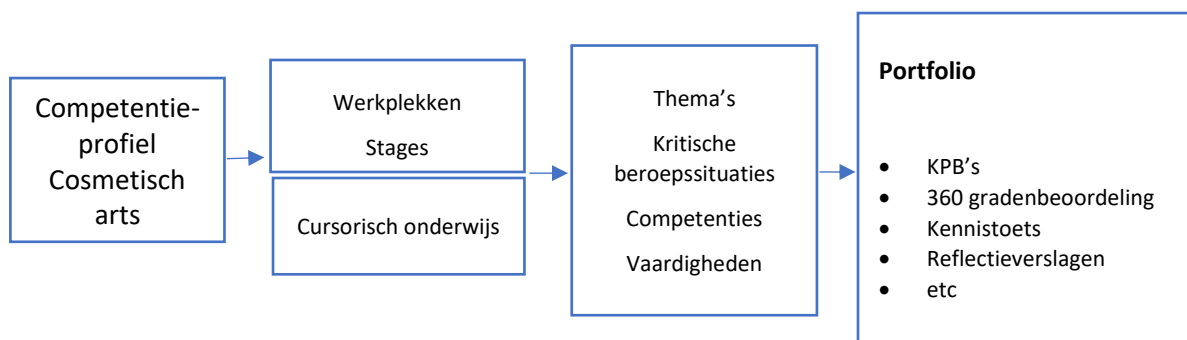 Competentie-
profiel
Cosmetisch
arts
Werkplekken
Stages
Cursorisch onderwijs
Thema's
Kritische
beroepssituaties
Competenties
Vaardigheden
Portfolio
• KPB's
• 360 gradenbeoordeling
• Kennistoets
• Reflectieverslagen
• etc